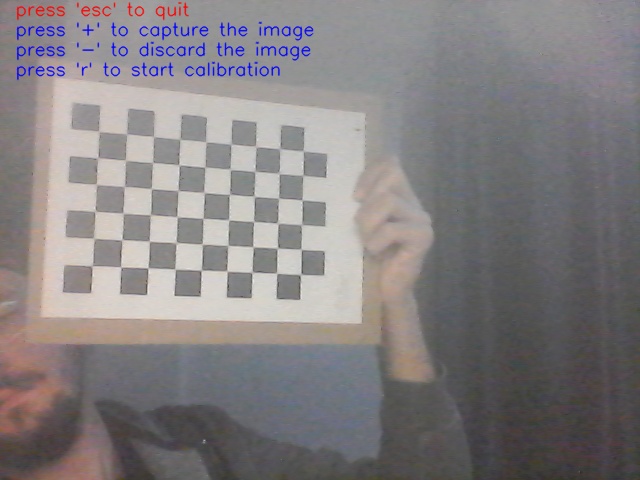 press 'esc' to quit
press '+' to capture the image
press '-' to discard the image
press 'r' to start calibration